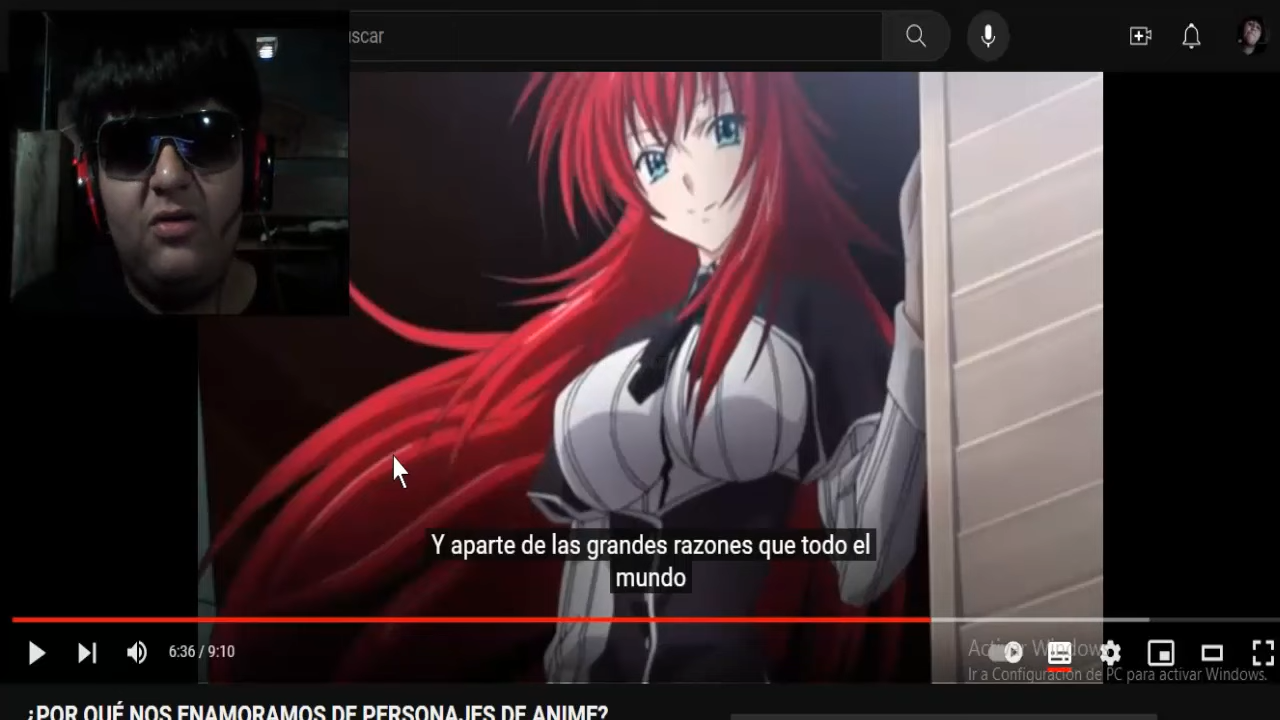 scar
Y aparte de las grandes razones que todo el
mundo
6:36 / 9:10
Activar Windows
Ir a Configuración de PC para activar Windows.
¿POR QUÉ NOS ENAMORAMOS DE PERSONAJES DE ANIME?